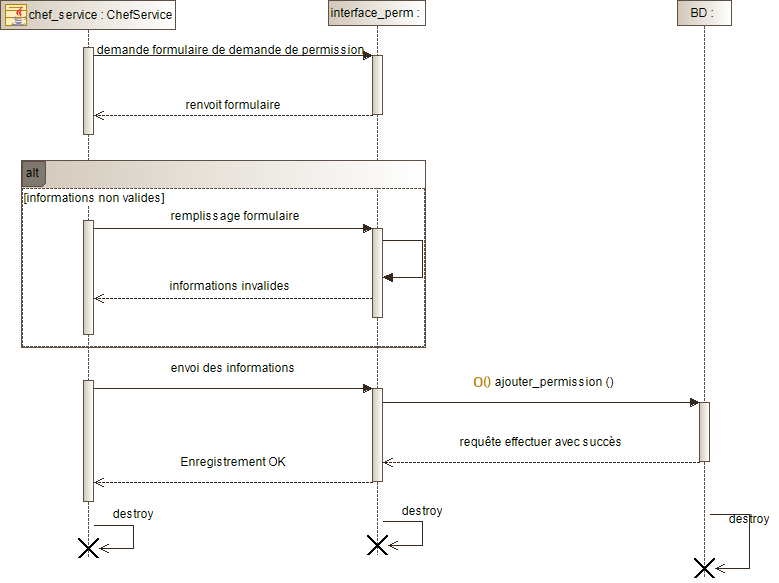 chef_service : ChefService
interface_perm :
BD :
demande formulaire de demande de permission
renvoit formulaire
alt
[informations non valides]
remplissage formulaire
informations invalides
envoi des informations
O() ajouter_permission ()
requête effectuer avec succès
Enregistrement OK
destroy
destroy
destroy